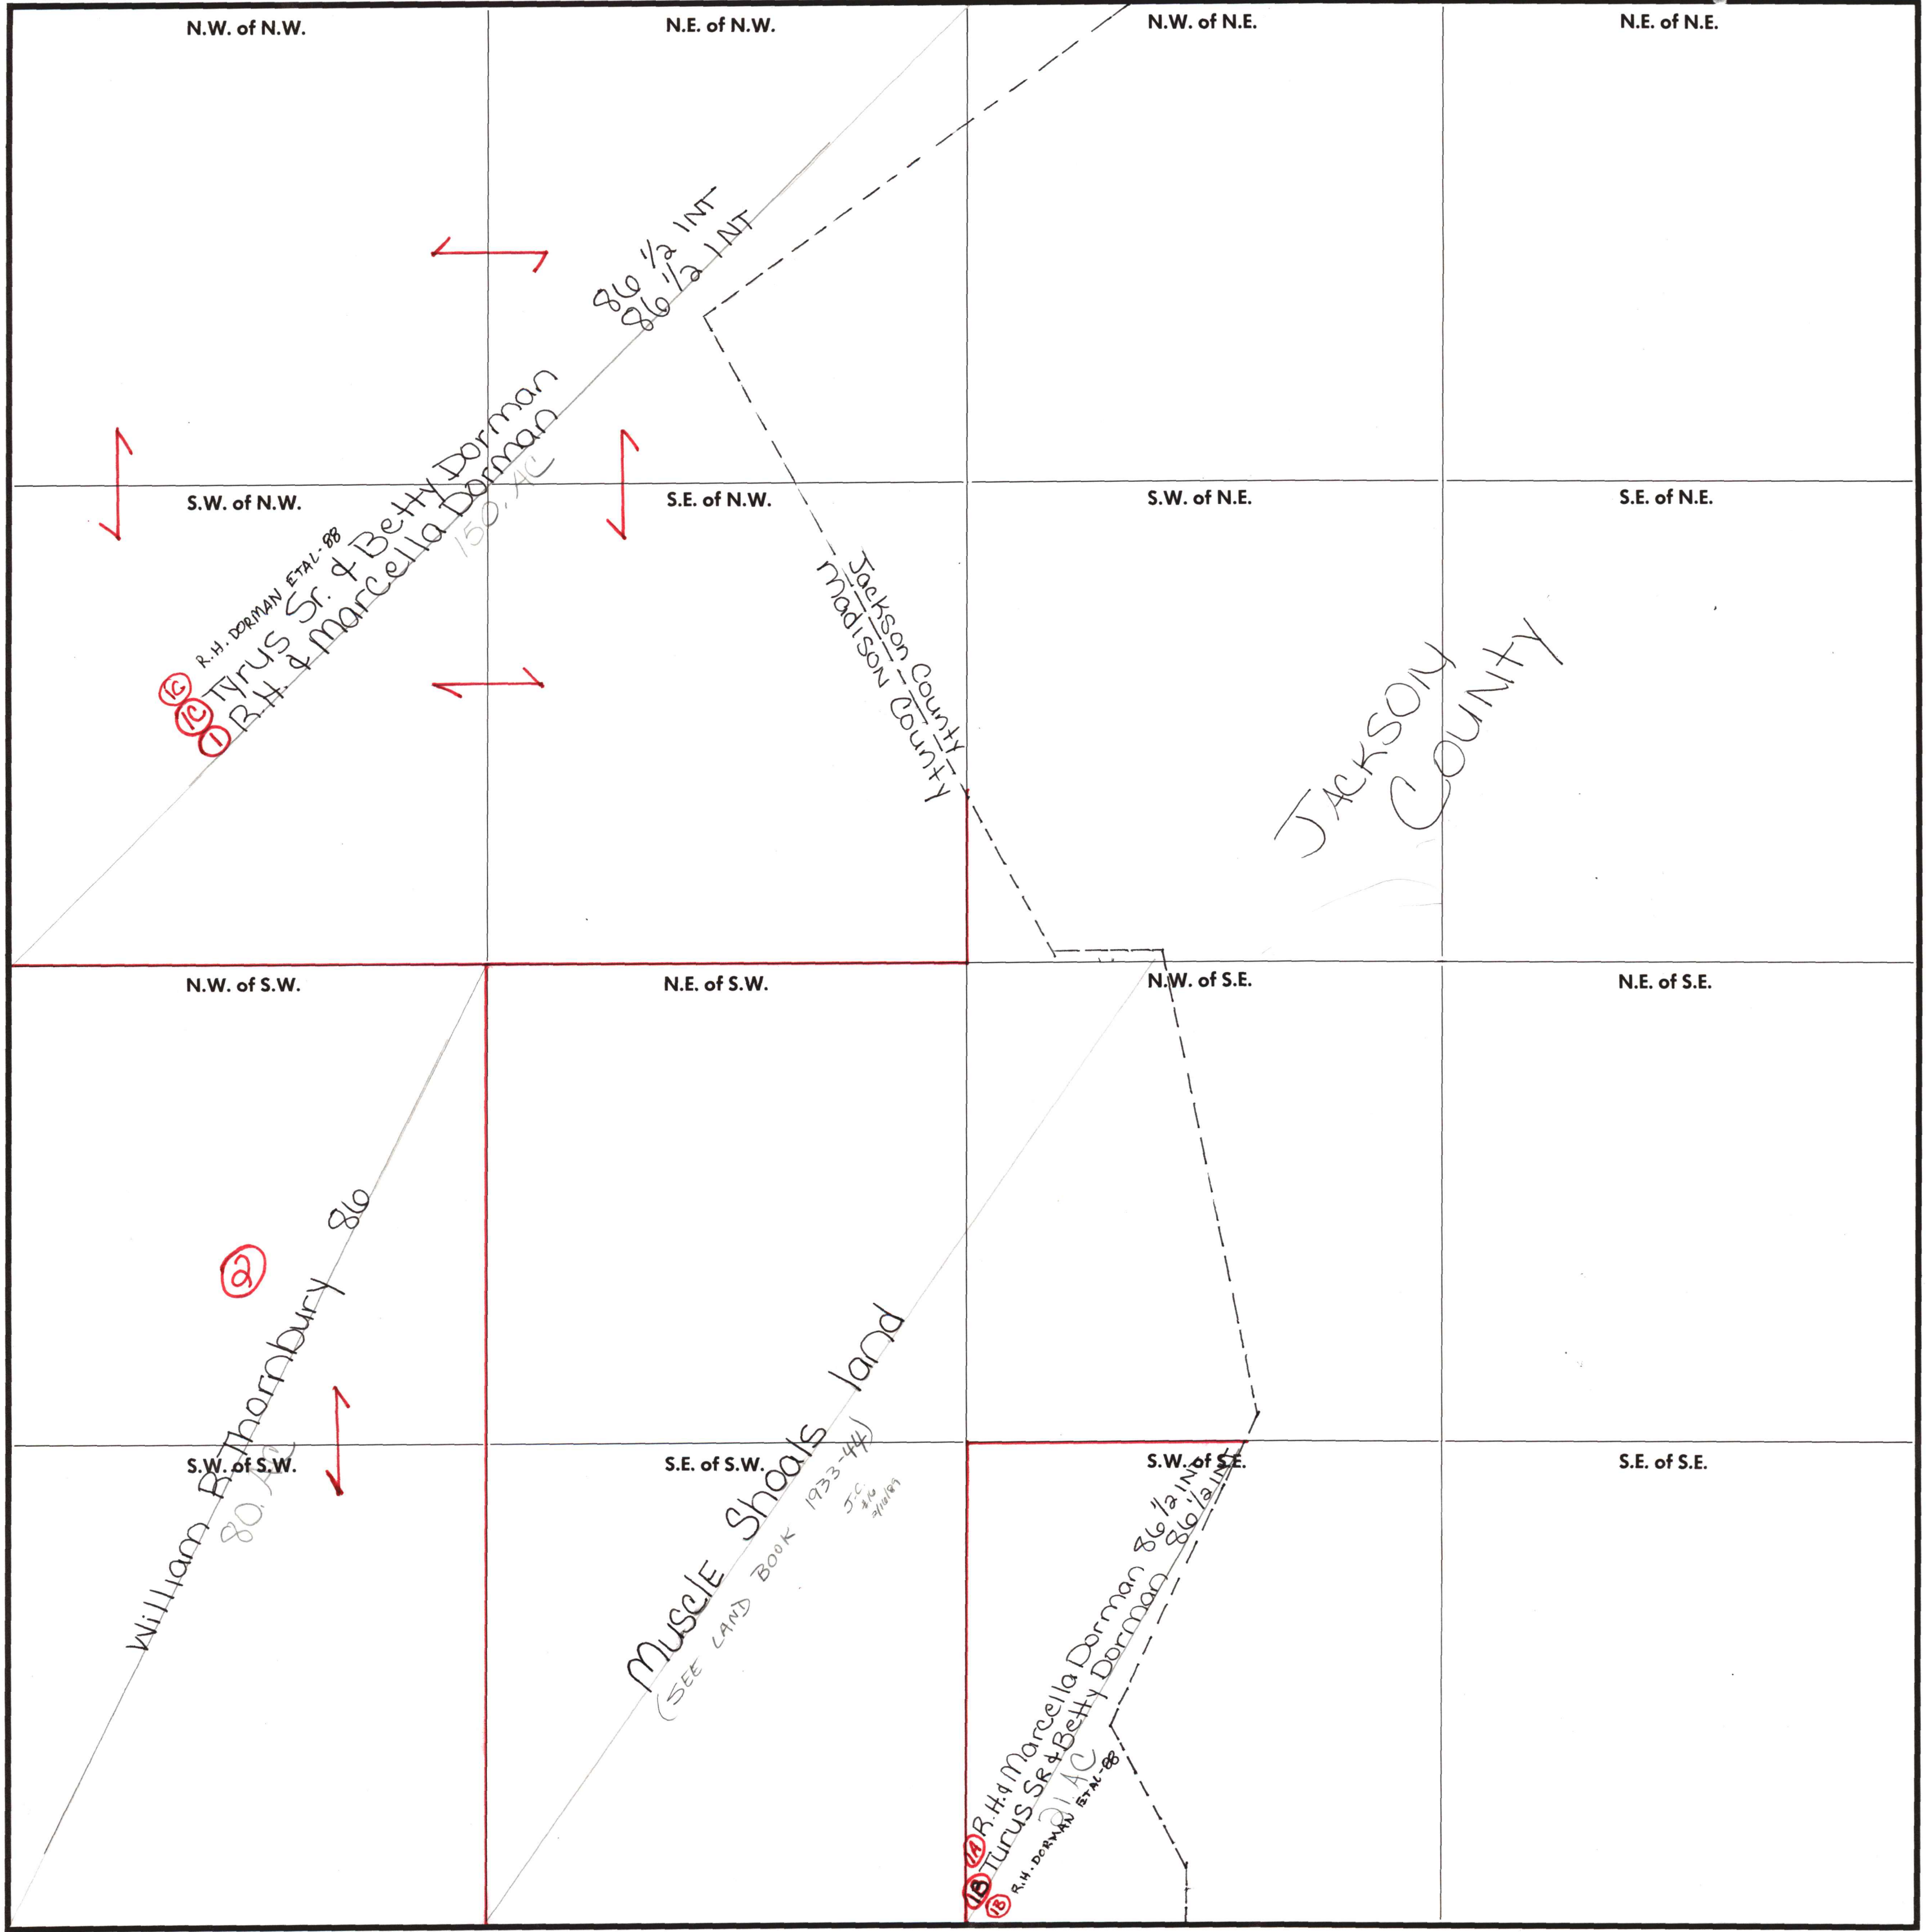 N.W. of N.W.
N.E. of N.W.
N.W. of N.E.
N.E. of N.E.
86 1/2 INT
86 1/2 INT
S.W. of N.W.
S.E. of N.W.
S.W. of N.E.
S.E. of N.E.
1C R.H. DORMAN ETAL-88
1C Tyrus Sr. & Betty Dorman
1 R.H. & Marcella Dorman
150. AC
Jackson County
Madison County
JACKSON
COUNTY
N.W. of S.W.
N.E. of S.W.
N.W. of S.E.
N.E. of S.E.
2
William R Thornbury 86
80. AC
S.W. of S.W.
S.E. of S.W.
S.W. of S.E.
S.E. of S.E.
Muscle Shoals land
(SEE LAND BOOK 1933-44)
J.C.
1A R.H. & Marcella Dorman 86 1/2 INT
1B Turus SR & Betty Dorman 86 1/2 INT
21. AC
1B R.H. DORMAN ETAL-88